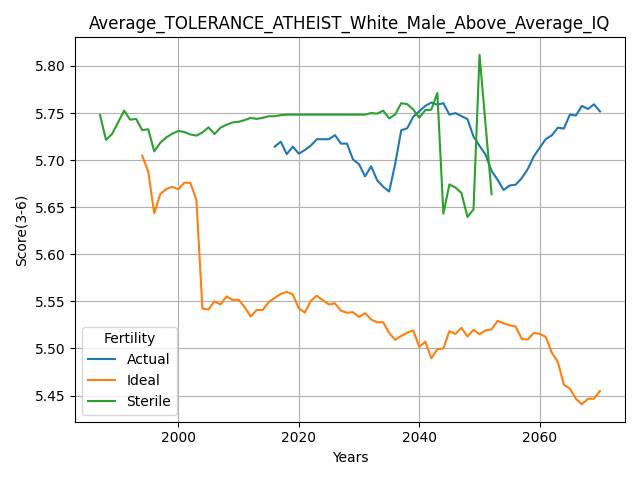 Average_TOLERANCE_ATHEIST_White_Male_Above_Average_IQ
Score(3-6)
5.80
5.75
5.70
5.65
5.60
5.55
5.50
5.45
Fertility
Actual
Ideal
Sterile
2000 2020 2040 2060
Years